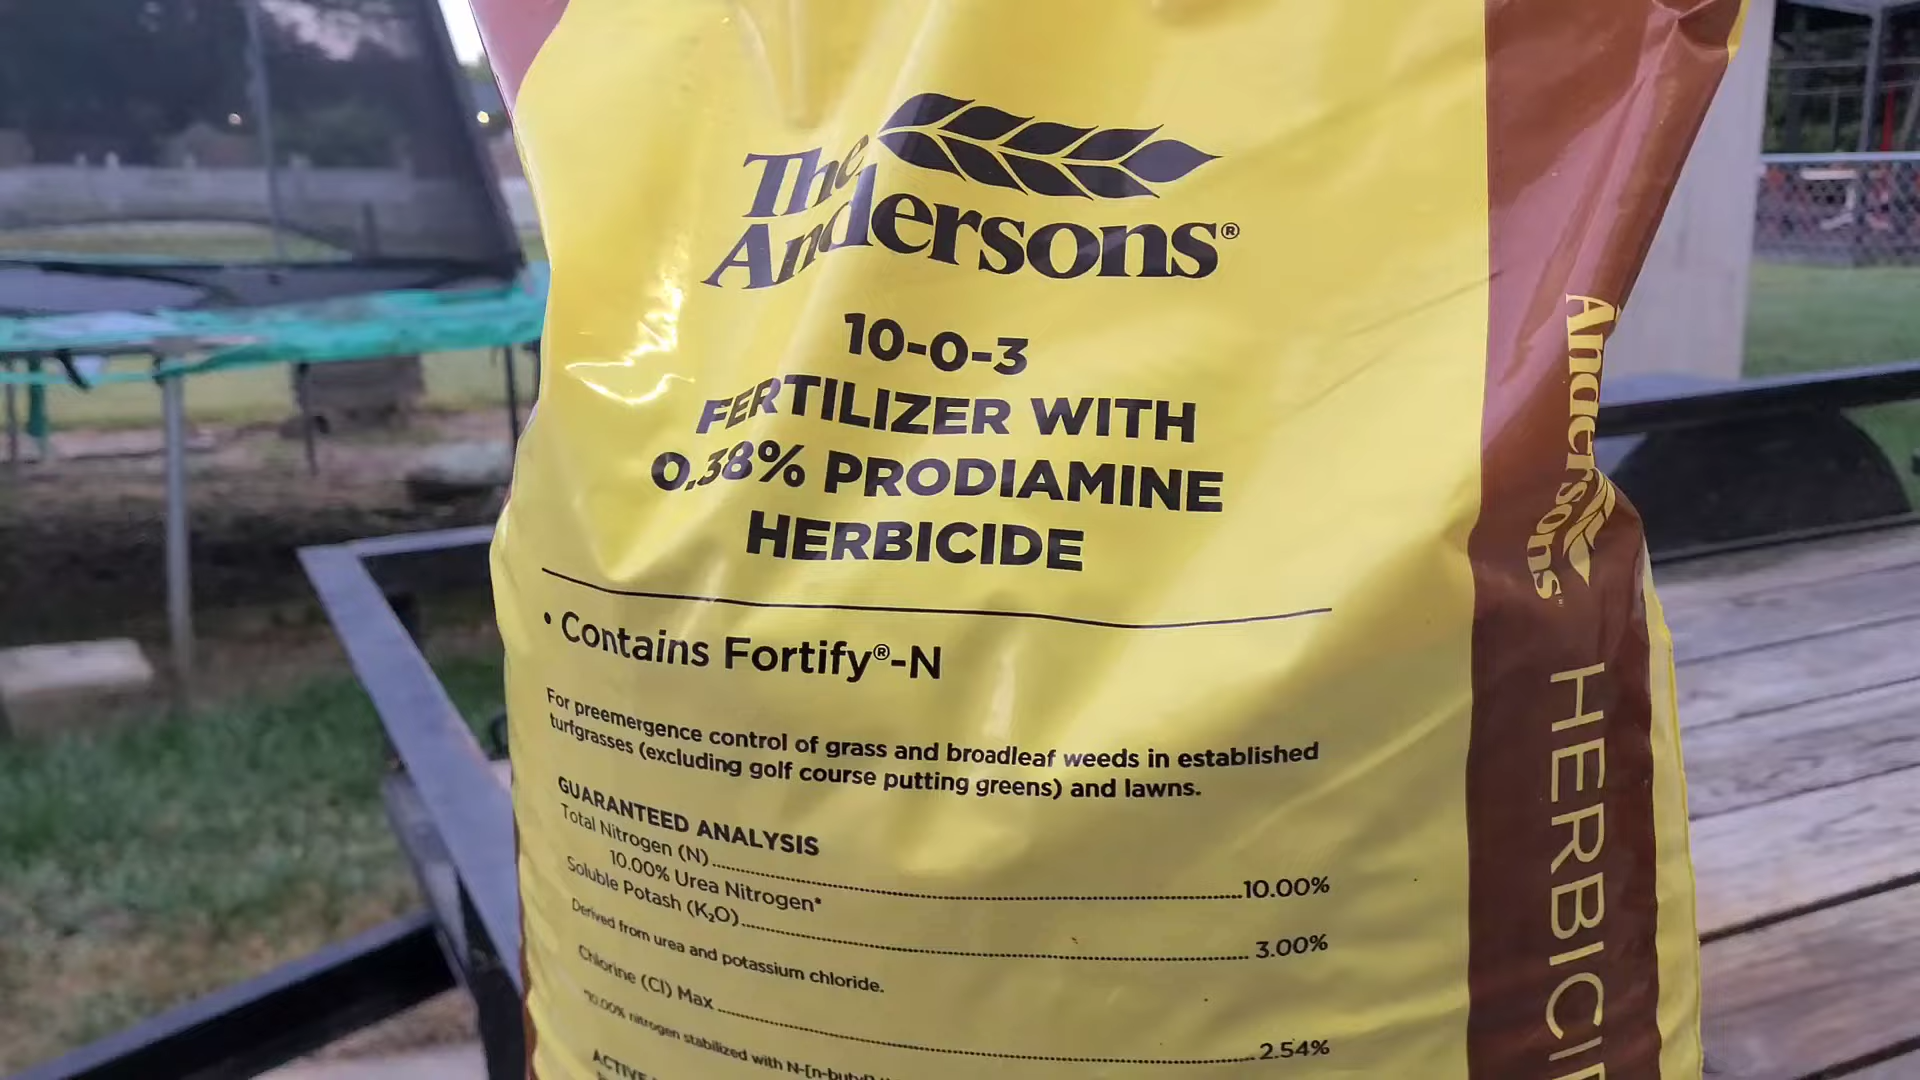 The
Andersons®
10-0-3
FERTILIZER WITH
0.38% PRODIAMINE
HERBICIDE
• Contains Fortify®-N
For preemergence control of grass and broadleaf weeds in established
turfgrasses (excluding golf course putting greens) and lawns.
GUARANTEED ANALYSIS
Total Nitrogen (N)........10.00%
10.00% Urea Nitrogen*
Soluble Potash (K₂O)........3.00%
Derived from urea and potassium chloride.
Chlorine (Cl) Max........2.54%
*10.00% nitrogen stabilized with
ACTIVE
Andersons
HERBICI